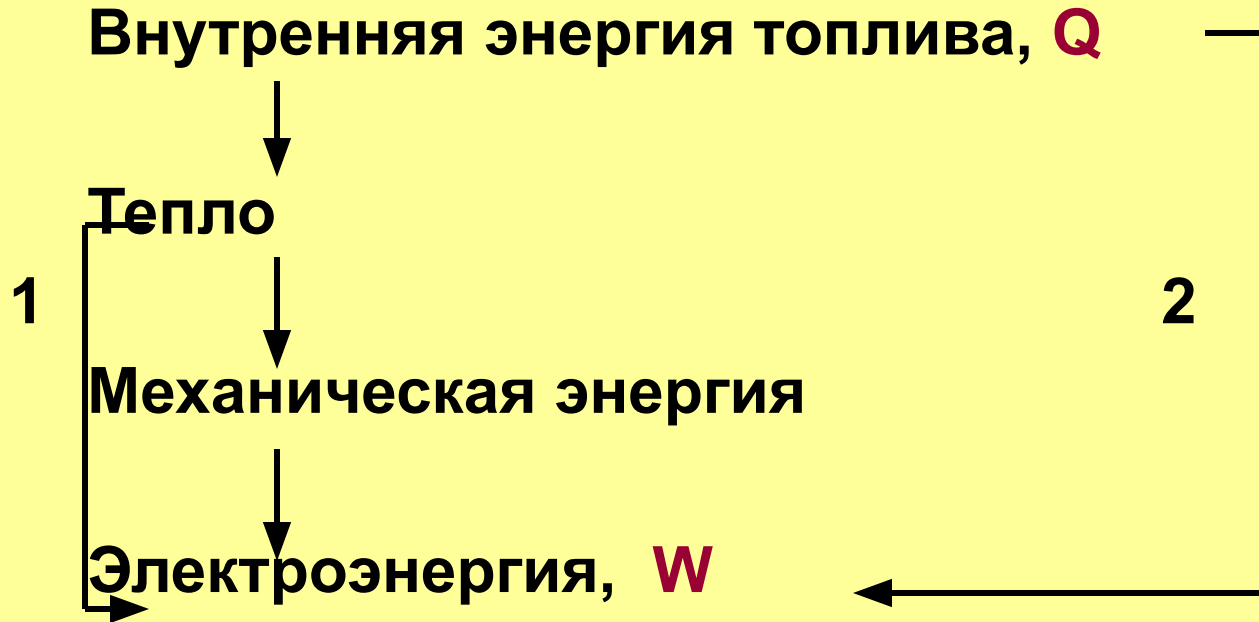 Внутренняя энергия топлива, Q
Тепло
1
2
Механическая энергия
Электроэнергия, W